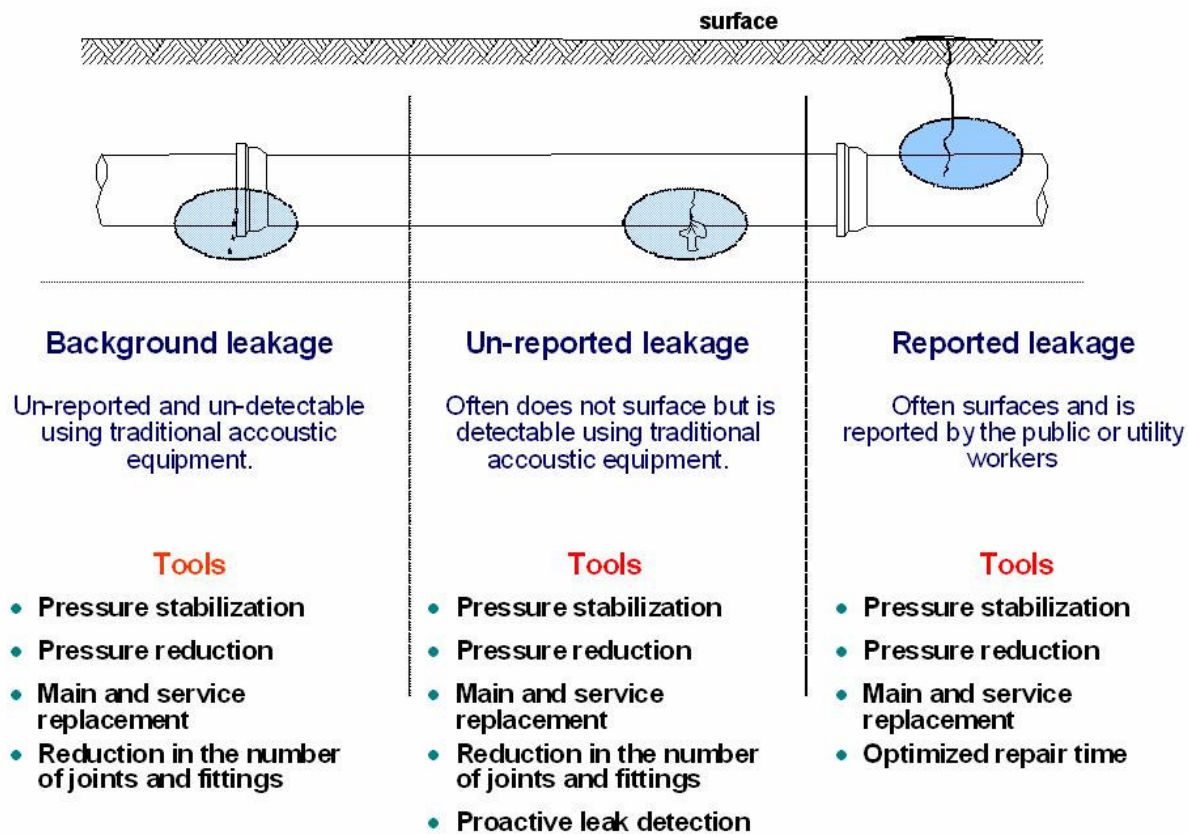 surface
Background leakage
Un-reported and un-detectable
using traditional accoustic
equipment.
Tools
Pressure stabilization
Pressure reduction
Main and service
replacement
Reduction in the number
of joints and fittings
Un-reported leakage
Often does not surface but is
detectable using traditional
accoustic equipment.
Tools
Pressure stabilization
Pressure reduction
Main and service
replacement
Reduction in the number
of joints and fittings
Proactive leak detection
Reported leakage
Often surfaces and is
reported by the public or utility
workers
Tools
Pressure stabilization
Pressure reduction
Main and service
replacement
Optimized repair time